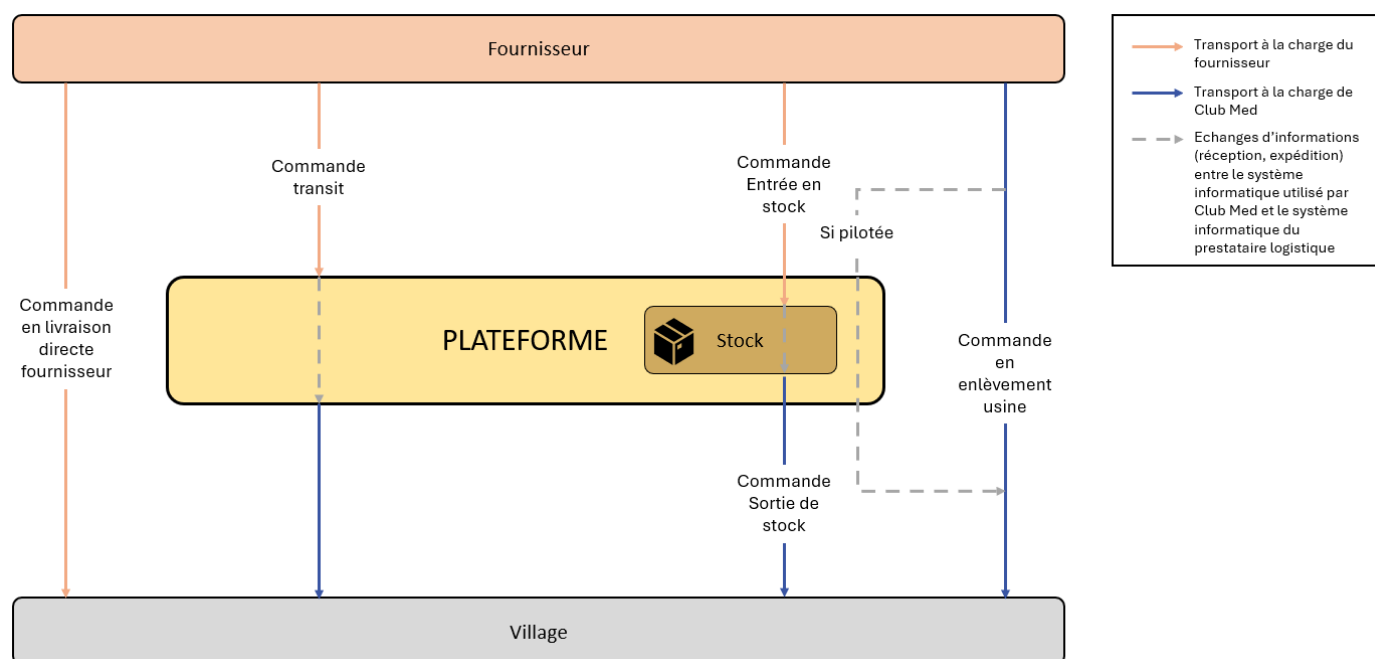 Fournisseur
Transport à la charge du
fournisseur
Transport à la charge de
Club Med
Echanges d'informations
(réception, expédition)
entre le système
informatique utilisé par
Club Med et le système
informatique du
prestataire logistique
Commande
transit
Commande
Entrée en
stock
Si pilotée
Commande
en livraison
directe
fournisseur
PLATEFORME
Stock
Commande
en
enlèvement
usine
Commande
Sortie de
stock
Village